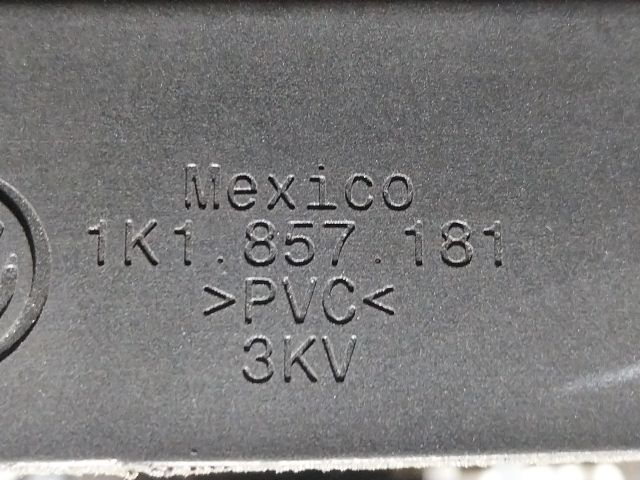 Mexico
1K1.857.181
>PVC<
3KV